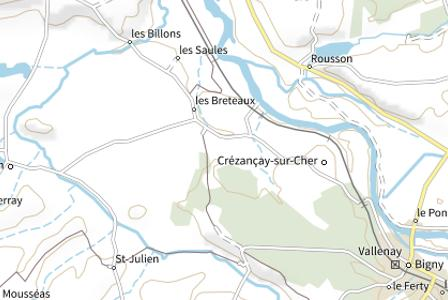 les Billons
les Saules
Rousson
les Breteaux
Crézançay-sur-Cher
le Pon
Vallenay
Bigny
St-Julien
le Ferty
Mousséas